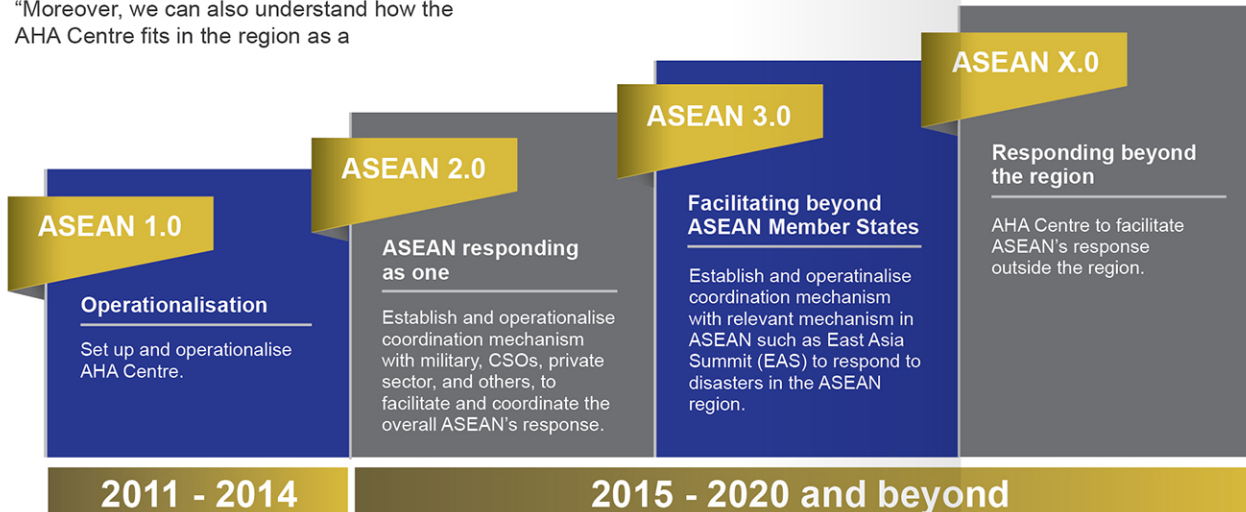 “Moreover, we can also understand how the
AHA Centre fits in the region as a
ASEAN 1.0
Operationalisation
Set up and operationalise
AHA Centre.
ASEAN 2.0
ASEAN responding
as one
Establish and operationalise
coordination mechanism
with military, CSOs, private
sector, and others, to
facilitate and coordinate the
overall ASEAN’s response.
ASEAN 3.0
Facilitating beyond
ASEAN Member States
Establish and operatinalise
coordination mechanism
with relevant mechanism in
ASEAN such as East Asia
Summit (EAS) to respond to
disasters in the ASEAN
region.
ASEAN X.0
Responding beyond
the region
AHA Centre to facilitate
ASEAN’s response
outside the region.
2011 - 2014
2015 - 2020 and beyond